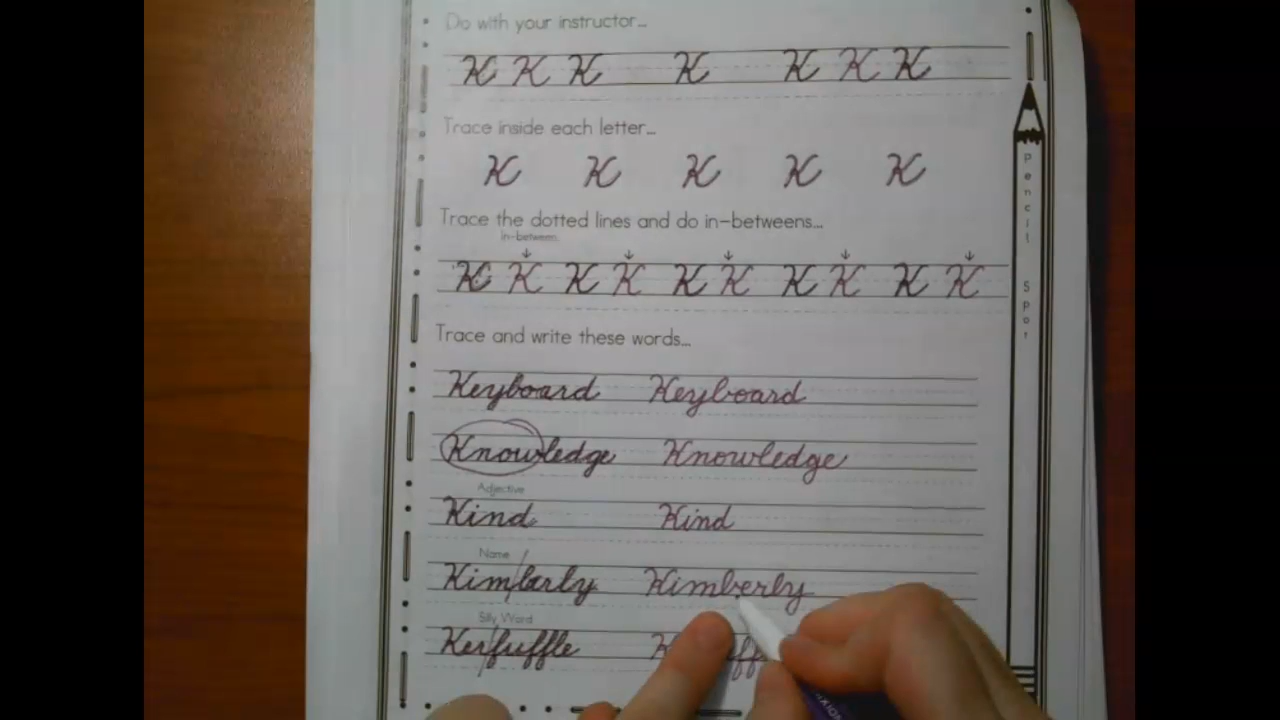 Do with your instructor...
K K K K K K K
Trace inside each letter...
K K K K K
Trace the dotted lines and do in-betweens...
in-between
K K K K K K K K K K
Trace and write these words...
Keyboard Keyboard
Knowledge Knowledge
Adjective
Kind Kind
Name
Kimberly Kimberly
Silly Word
Kerfuffle
Pencil Spot